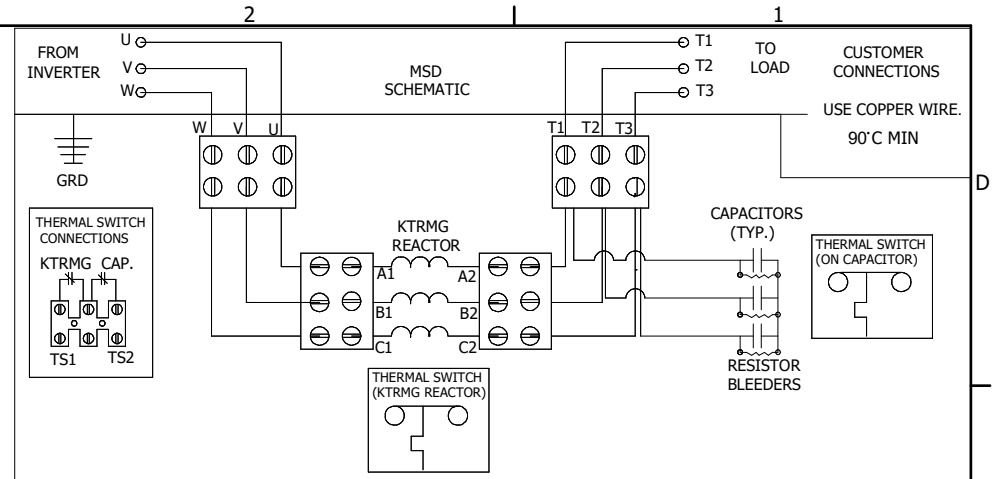 2
1
FROM
INVERTER
U
V
W
MSD
SCHEMATIC
T1
T2
T3
TO
LOAD
CUSTOMER
CONNECTIONS
USE COPPER WIRE.
90°C MIN
GRD
W V U
T1 T2 T3
D
THERMAL SWITCH
CONNECTIONS
KTRMG CAP.
TS1 TS2
KTRMG
REACTOR
A1 A2
B1 B2
C1 C2
CAPACITORS
(TYP.)
RESISTOR
BLEEDERS
THERMAL SWITCH
(ON CAPACITOR)
THERMAL SWITCH
(KTRMG REACTOR)